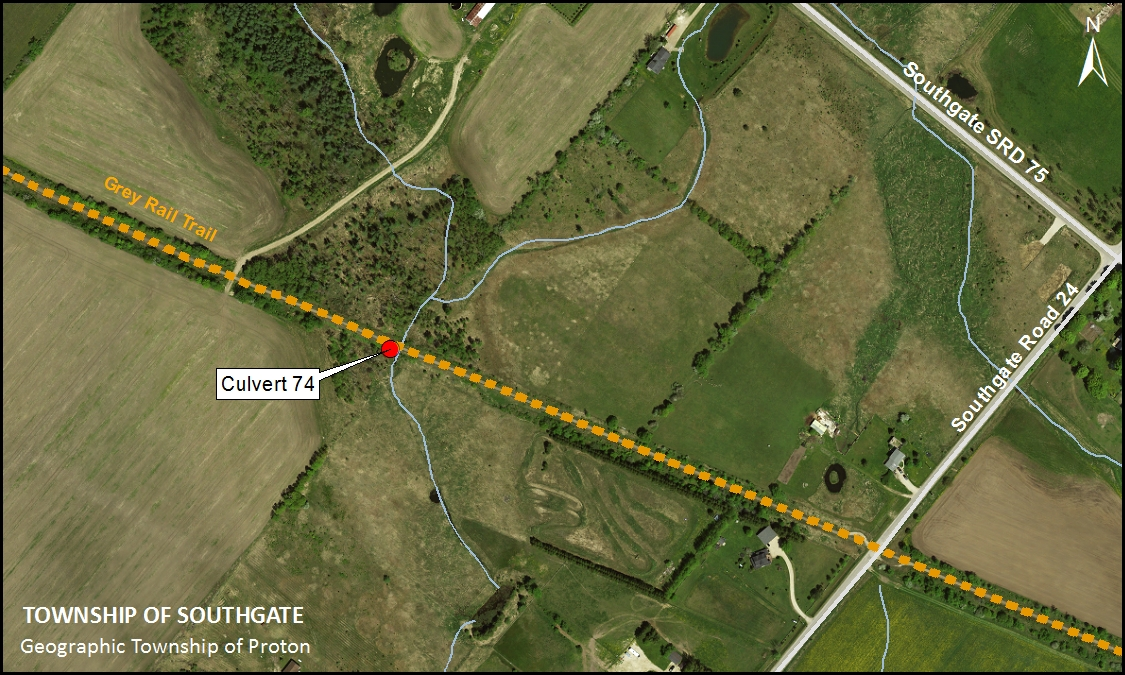 N
Southgate SRD 75
Grey Rail Trail
Southgate Road 24
Culvert 74
TOWNSHIP OF SOUTHGATE
Geographic Township of Proton